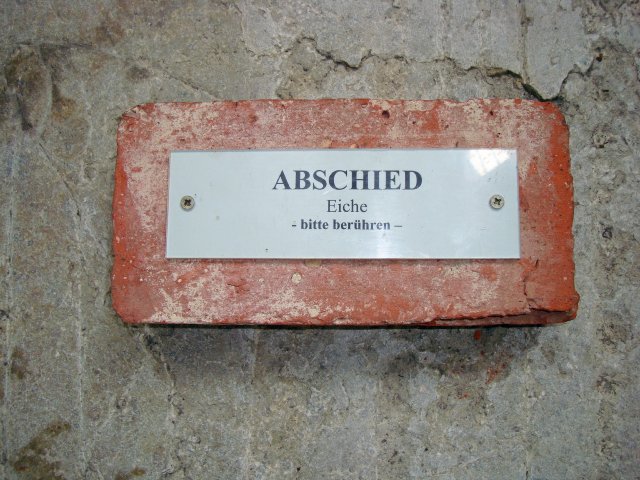 ABSCHIED
Eiche
- bitte berühren –